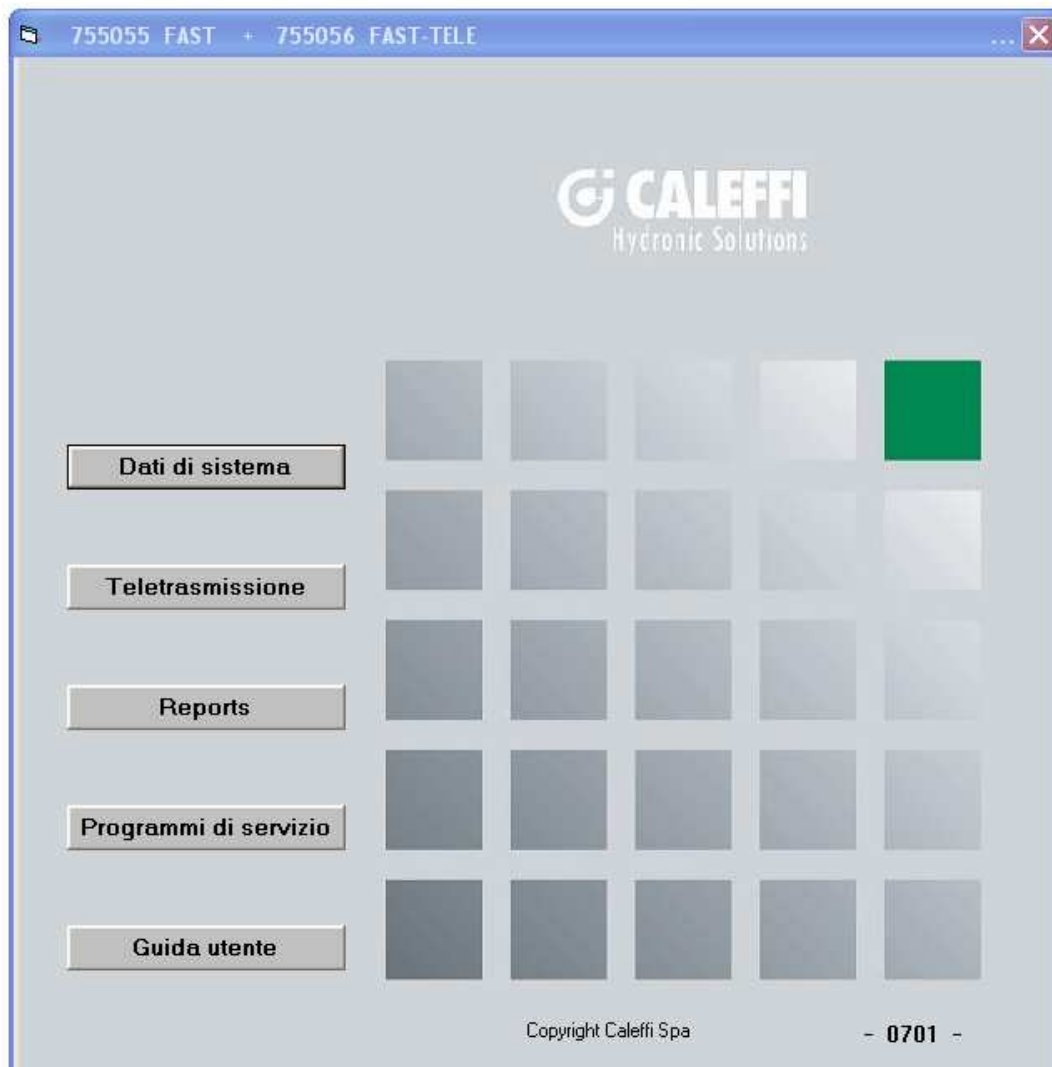 755055 FAST + 755056 FAST-TELE ...
CALEFFI
Hydronic Solutions
Dati di sistema
Teletrasmissione
Reports
Programmi di servizio
Guida utente
Copyright Caleffi Spa
- 0701 -